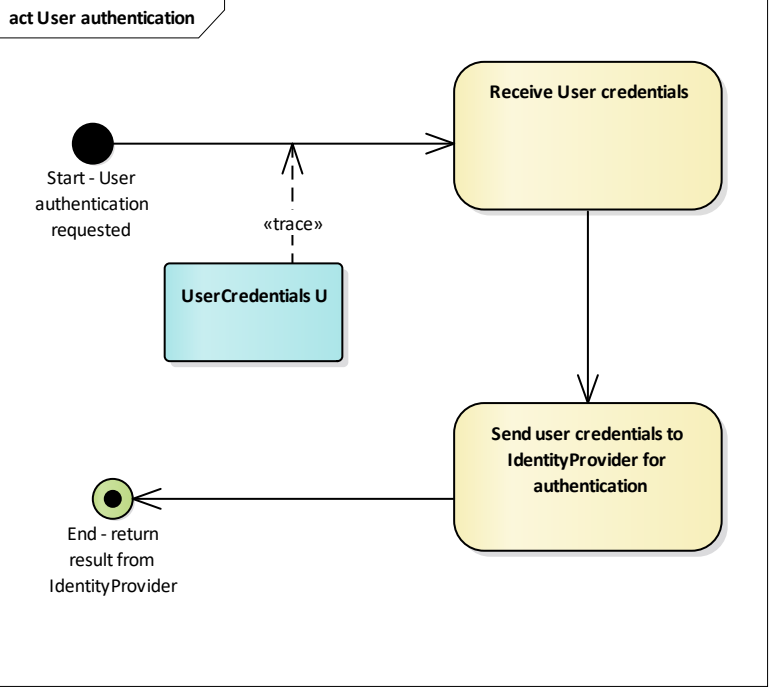 act User authentication
Receive User credentials
Start - User
authentication
requested
«trace»
UserCredentials U
Send user credentials to
IdentityProvider for
authentication
End - return
result from
IdentityProvider